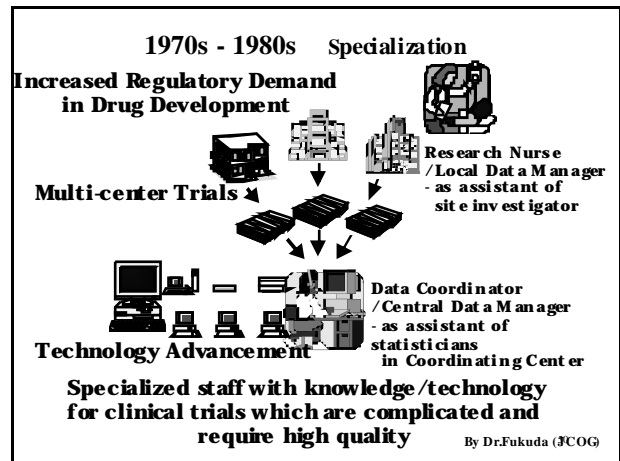 1970s - 1980s Specialization
Increased Regulatory Demand
in Drug Development
Research Nurse
/Local Data Manager
- as assistant of
site investigator
Multi-center Trials
Data Coordinator
/Central Data Manager
- as assistant of
statisticians
in Coordinating Center
Technology Advancement
Specialized staff with knowledge/technology
for clinical trials which are complicated and
require high quality
By Dr.Fukuda